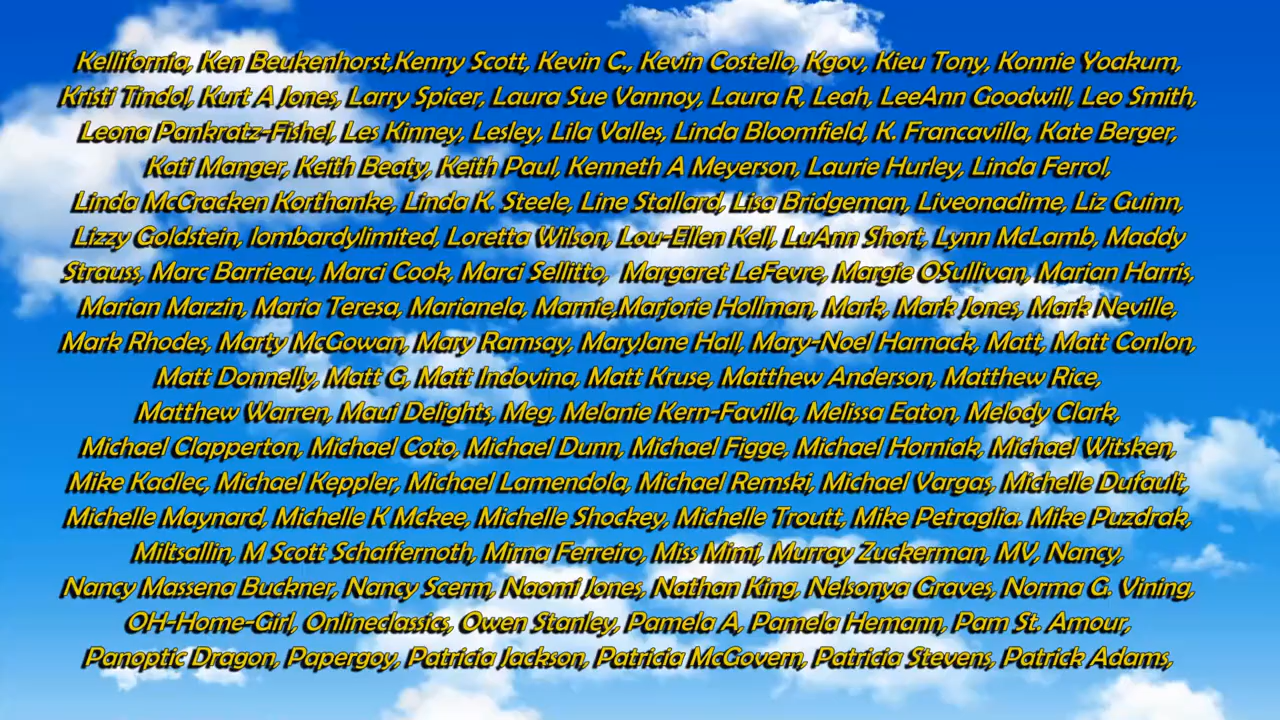 Kellifornia, Ken Beukenhorst,Kenny Scott, Kevin C., Kevin Costello, Kgov, Kieu Tony, Konnie Yoakum,
Kristi Tindol, Kurt A Jones, Larry Spicer, Laura Sue Vannoy, Laura R, Leah, LeeAnn Goodwill, Leo Smith,
Leona Pankratz-Fishel, Les Kinney, Lesley, Lila Valles, Linda Bloomfield, K. Francavilla, Kate Berger,
Kati Manger, Keith Beaty, Keith Paul, Kenneth A Meyerson, Laurie Hurley, Linda Ferrol,
Linda McCracken Korthanke, Linda K. Steele, Line Stallard, Lisa Bridgeman, Liveonadime, Liz Guinn,
Lizzy Goldstein, lombardylimited, Loretta Wilson, Lou-Ellen Kell, LuAnn Short, Lynn McLamb, Maddy
Strauss, Marc Barrieau, Marci Cook, Marci Sellitto,  Margaret LeFevre, Margie OSullivan, Marian Harris,
Marian Marzin, Maria Teresa, Marianela, Marnie,Marjorie Hollman, Mark, Mark Jones, Mark Neville,
Mark Rhodes, Marty McGowan, Mary Ramsay, MaryJane Hall, Mary-Noel Harnack, Matt, Matt Conlon,
Matt Donnelly, Matt G, Matt Indovina, Matt Kruse, Matthew Anderson, Matthew Rice,
Matthew Warren, Maui Delights, Meg, Melanie Kern-Favilla, Melissa Eaton, Melody Clark,
Michael Clapperton, Michael Coto, Michael Dunn, Michael Figge, Michael Horniak, Michael Witsken,
Mike Kadlec, Michael Keppler, Michael Lamendola, Michael Remski, Michael Vargas, Michelle Dufault,
Michelle Maynard, Michelle K Mckee, Michelle Shockey, Michelle Troutt, Mike Petraglia. Mike Puzdrak,
Miltsallin, M Scott Schaffernoth, Mirna Ferreiro, Miss Mimi, Murray Zuckerman, MV, Nancy,
Nancy Massena Buckner, Nancy Scerm, Naomi Jones, Nathan King, Nelsonya Graves, Norma G. Vining,
OH-Home-Girl, Onlineclassics, Owen Stanley, Pamela A, Pamela Hemann, Pam St. Amour,
Panoptic Dragon, Papergoy, Patricia Jackson, Patricia McGovern, Patricia Stevens, Patrick Adams,